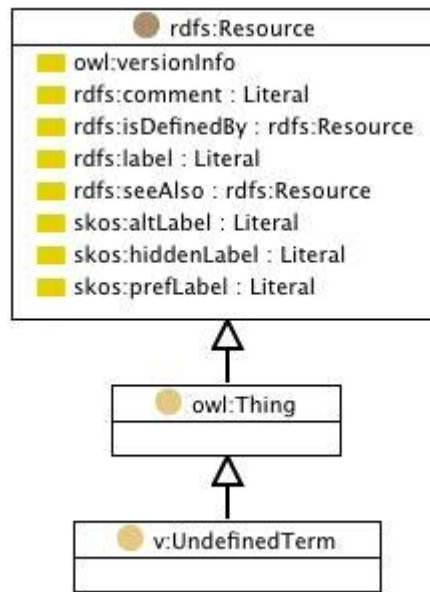 rdfs:Resource
owl:versionInfo
rdfs:comment : Literal
rdfs:isDefinedBy : rdfs:Resource
rdfs:label : Literal
rdfs:seeAlso : rdfs:Resource
skos:altLabel : Literal
skos:hiddenLabel : Literal
skos:prefLabel : Literal
owl:Thing
v:UndefinedTerm